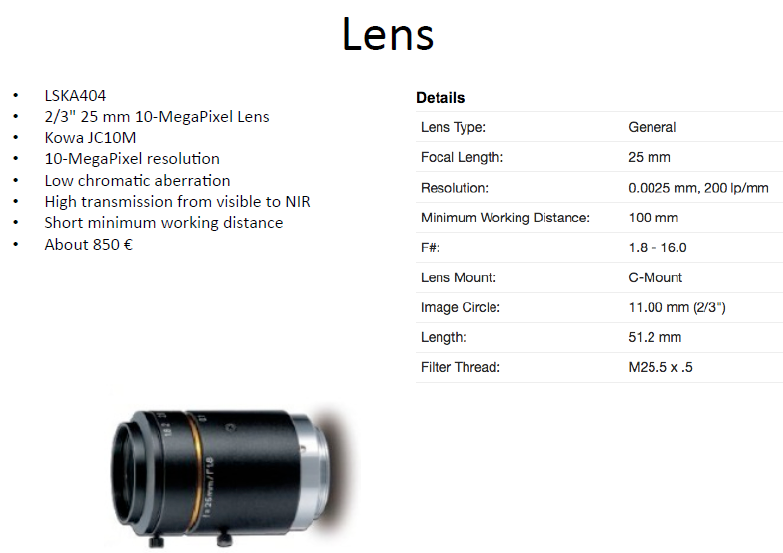 Lens
• LSKA404
• 2/3" 25 mm 10-MegaPixel Lens
• Kowa JC10M
• 10-MegaPixel resolution
• Low chromatic aberration
• High transmission from visible to NIR
• Short minimum working distance
• About 850 €
Details
Lens Type: General
Focal Length: 25 mm
Resolution: 0.0025 mm, 200 lp/mm
Minimum Working Distance: 100 mm
F#: 1.8 - 16.0
Lens Mount: C-Mount
Image Circle: 11.00 mm (2/3")
Length: 51.2 mm
Filter Thread: M25.5 x .5
f=25mm/F1.8